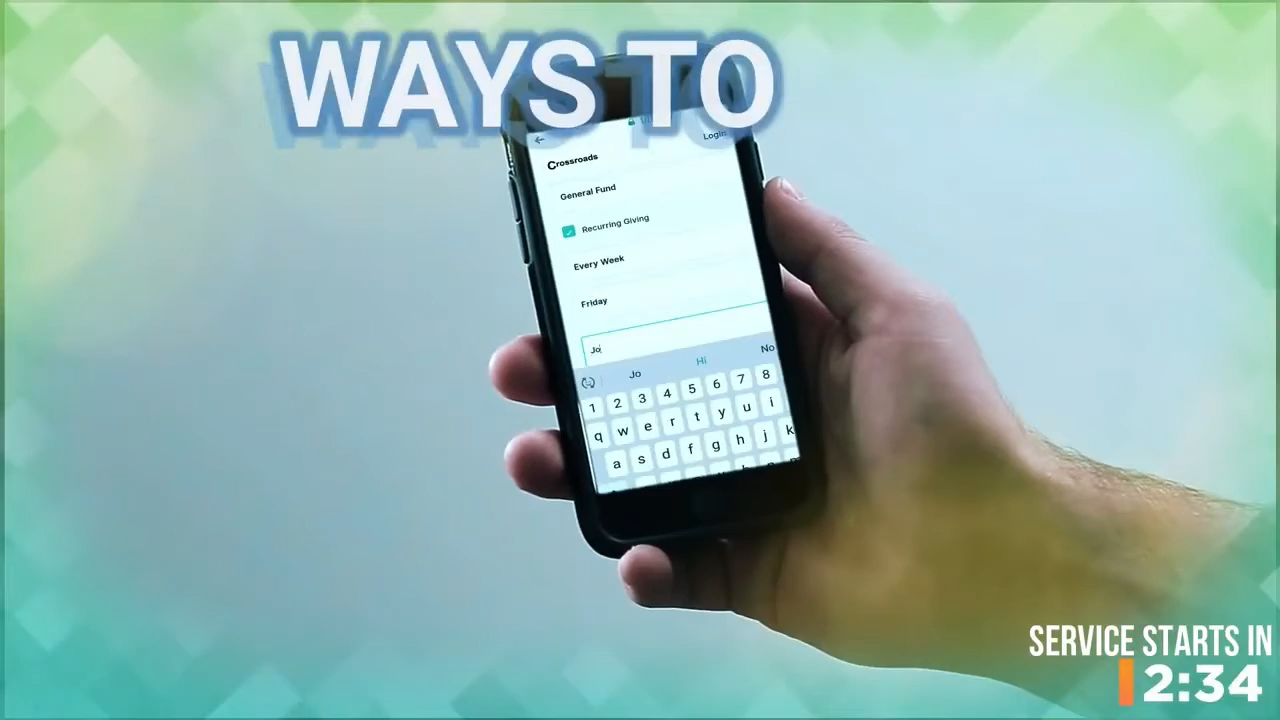 WAYS TO
Login
Crossroads
General Fund
Recurring Giving
Every Week
Friday
Jo
Jo Hi No
1 2 3 4 5 6 7 8
q w e r t y u i
a s d f g h j k
SERVICE STARTS IN
2:34